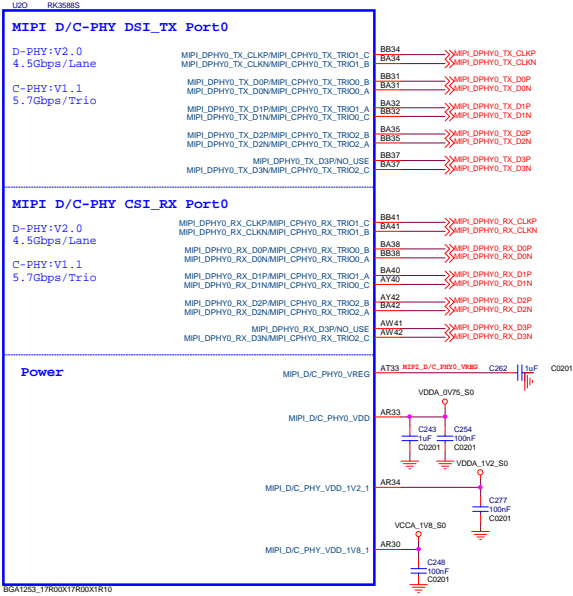 U2O RK3588S
MIPI D/C-PHY DSI_TX Port0
D-PHY:V2.0
4.5Gbps/Lane
C-PHY:V1.1
5.7Gbps/Trio
MIPI_DPHY0_TX_CLKP/MIPI_CPHY0_TX_TRIO1_C BB34 MIPI_DPHY0_TX_CLKP
MIPI_DPHY0_TX_CLKN/MIPI_CPHY0_TX_TRIO1_B BA34 MIPI_DPHY0_TX_CLKN
MIPI_DPHY0_TX_D0P/MIPI_CPHY0_TX_TRIO0_B BB31 MIPI_DPHY0_TX_D0P
MIPI_DPHY0_TX_D0N/MIPI_CPHY0_TX_TRIO0_A BA31 MIPI_DPHY0_TX_D0N
MIPI_DPHY0_TX_D1P/MIPI_CPHY0_TX_TRIO1_A BA32 MIPI_DPHY0_TX_D1P
MIPI_DPHY0_TX_D1N/MIPI_CPHY0_TX_TRIO0_C BB32 MIPI_DPHY0_TX_D1N
MIPI_DPHY0_TX_D2P/MIPI_CPHY0_TX_TRIO2_B BA35 MIPI_DPHY0_TX_D2P
MIPI_DPHY0_TX_D2N/MIPI_CPHY0_TX_TRIO2_A BB35 MIPI_DPHY0_TX_D2N
MIPI_DPHY0_TX_D3P/NO_USE BB37 MIPI_DPHY0_TX_D3P
MIPI_DPHY0_TX_D3N/MIPI_CPHY0_TX_TRIO2_C BA37 MIPI_DPHY0_TX_D3N
MIPI D/C-PHY CSI_RX Port0
D-PHY:V2.0
4.5Gbps/Lane
C-PHY:V1.1
5.7Gbps/Trio
MIPI_DPHY0_RX_CLKP/MIPI_CPHY0_RX_TRIO1_C BB41 MIPI_DPHY0_RX_CLKP
MIPI_DPHY0_RX_CLKN/MIPI_CPHY0_RX_TRIO1_B BA41 MIPI_DPHY0_RX_CLKN
MIPI_DPHY0_RX_D0P/MIPI_CPHY0_RX_TRIO0_B BA38 MIPI_DPHY0_RX_D0P
MIPI_DPHY0_RX_D0N/MIPI_CPHY0_RX_TRIO0_A BB38 MIPI_DPHY0_RX_D0N
MIPI_DPHY0_RX_D1P/MIPI_CPHY0_RX_TRIO1_A BA40 MIPI_DPHY0_RX_D1P
MIPI_DPHY0_RX_D1N/MIPI_CPHY0_RX_TRIO0_C AY40 MIPI_DPHY0_RX_D1N
MIPI_DPHY0_RX_D2P/MIPI_CPHY0_RX_TRIO2_B AY42 MIPI_DPHY0_RX_D2P
MIPI_DPHY0_RX_D2N/MIPI_CPHY0_RX_TRIO2_A BA42 MIPI_DPHY0_RX_D2N
MIPI_DPHY0_RX_D3P/NO_USE AW41 MIPI_DPHY0_RX_D3P
MIPI_DPHY0_RX_D3N/MIPI_CPHY0_RX_TRIO2_C AW42 MIPI_DPHY0_RX_D3N
Power
MIPI_D/C_PHY0_VREG AT33 MIPI_D/C_PHY0_VREG C262 1uF C0201
VDDA_0V75_S0
MIPI_D/C_PHY0_VDD AR33
C243 C254
1uF 100nF
C0201 C0201
VDDA_1V2_S0
MIPI_D/C_PHY_VDD_1V2_1 AR34
C277
100nF
C0201
VCCA_1V8_S0
MIPI_D/C_PHY_VDD_1V8_1 AR30
C248
100nF
C0201
BGA1253_17R00X17R00X1R10